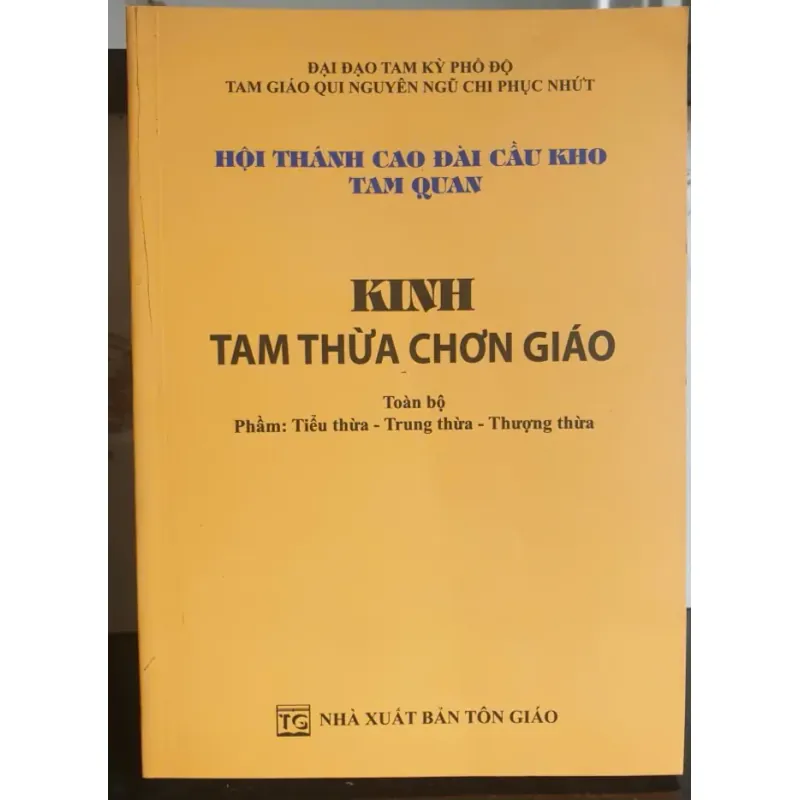 ĐẠI ĐẠO TAM KỲ PHỔ ĐỘ
TAM GIÁO QUI NGUYÊN NGŨ CHI PHỤC NHỨT
HỘI THÁNH CAO ĐÀI CẦU KHO
TAM QUAN
KINH
TAM THỪA CHƠN GIÁO
Toàn bộ
Phẩm: Tiểu thừa - Trung thừa - Thượng thừa
TG NHÀ XUẤT BẢN TÔN GIÁO